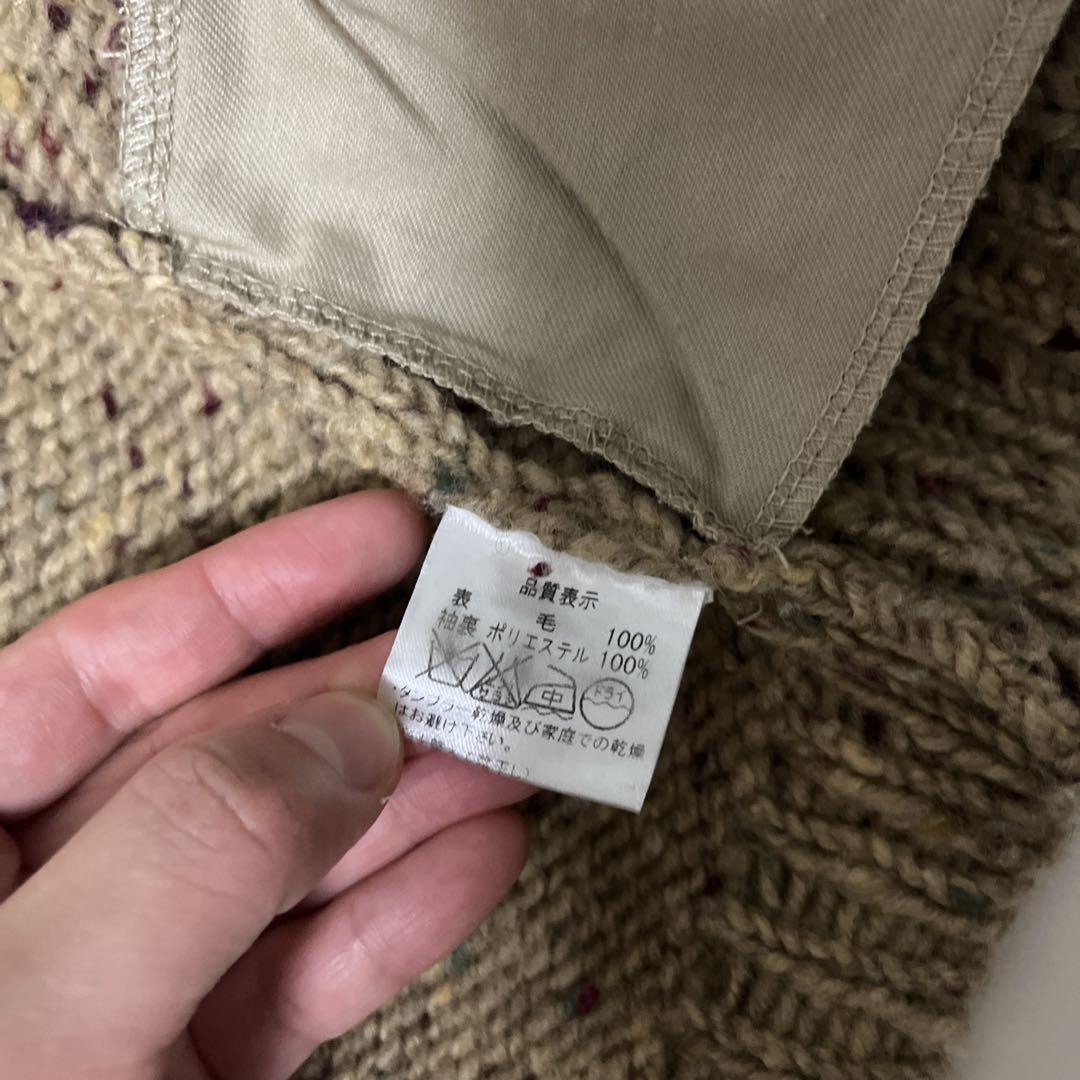 品質表示
表 毛 100%
袖裏 ポリエステル 100%
中 ドライ
・タンブラー乾燥及び家庭での乾燥
はお避け下さい。